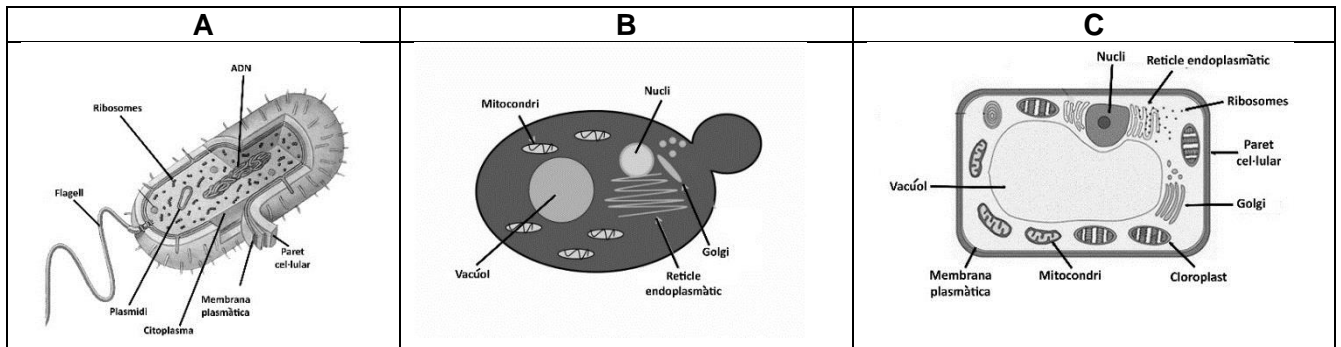 A
B
C
ADN
Ribosomes
Flagell
Plasmidi
Citoplasma
Membrana
plasmàtica
Paret
cel·lular
Mitocondri
Nucli
Vacúol
Golgi
Reticle
endoplasmàtic
Nucli
Reticle endoplasmàtic
Ribosomes
Paret
cel·lular
Vacúol
Golgi
Membrana
plasmàtica
Mitocondri
Cloroplast